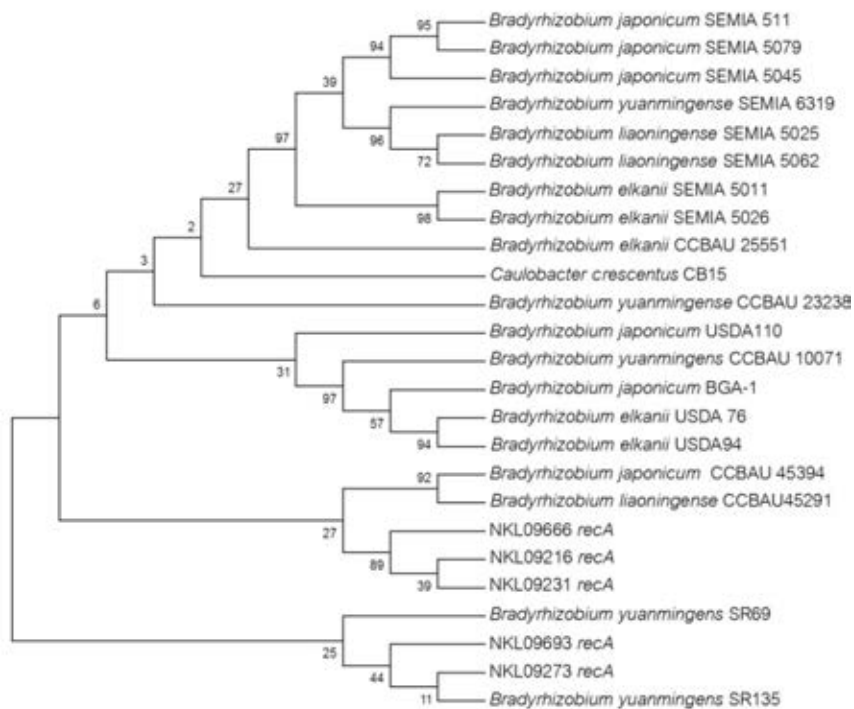 95
Bradyrhizobium japonicum SEMIA 511
Bradyrhizobium japonicum SEMIA 5079
94
Bradyrhizobium japonicum SEMIA 5045
39
Bradyrhizobium yuanmingense SEMIA 6319
96
Bradyrhizobium liaoningense SEMIA 5025
72
Bradyrhizobium liaoningense SEMIA 5062
97
Bradyrhizobium elkanii SEMIA 5011
98
Bradyrhizobium elkanii SEMIA 5026
27
Bradyrhizobium elkanii CCBAU 25551
2
Caulobacter crescentus CB15
3
Bradyrhizobium yuanmingense CCBAU 23238
6
Bradyrhizobium japonicum USDA110
31
Bradyrhizobium yuanmingens CCBAU 10071
97
Bradyrhizobium japonicum BGA-1
57
Bradyrhizobium elkanii USDA 76
94
Bradyrhizobium elkanii USDA94
92
Bradyrhizobium japonicum CCBAU 45394
Bradyrhizobium liaoningense CCBAU45291
27
NKL09666 recA
89
NKL09216 recA
39
NKL09231 recA
Bradyrhizobium yuanmingens SR69
25
NKL09693 recA
44
NKL09273 recA
11
Bradyrhizobium yuanmingens SR135